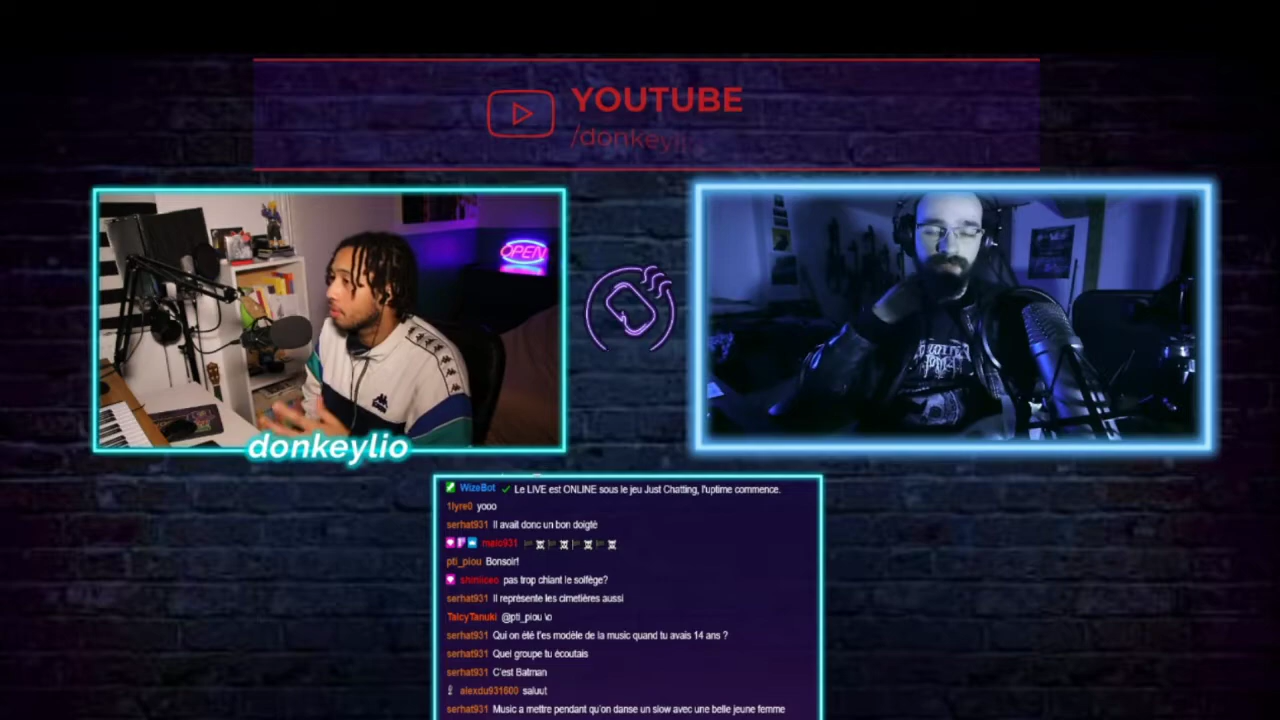 YOUTUBE
/donkeyli
OPEN
donkeylio
WizeBot Le LIVE est ONLINE sous le jeu Just Chatting, l'uptime commence.
1lyre0 yooo
serhat931 Il avait donc un bon doigté
malo931
pti_piou Bonsoir!
shiniiceo pas trop chiant le solfège?
serhat931 Il représente les cimetières aussi
TalcyTanuki @pti_piou \o
serhat931 Qui on été t'es modèle de la music quand tu avais 14 ans ?
serhat931 Quel groupe tu écoutais
serhat931 C'est Batman
alexdu931600 saluut
serhat931 Music a mettre pendant qu'on danse un slow avec une belle jeune femme